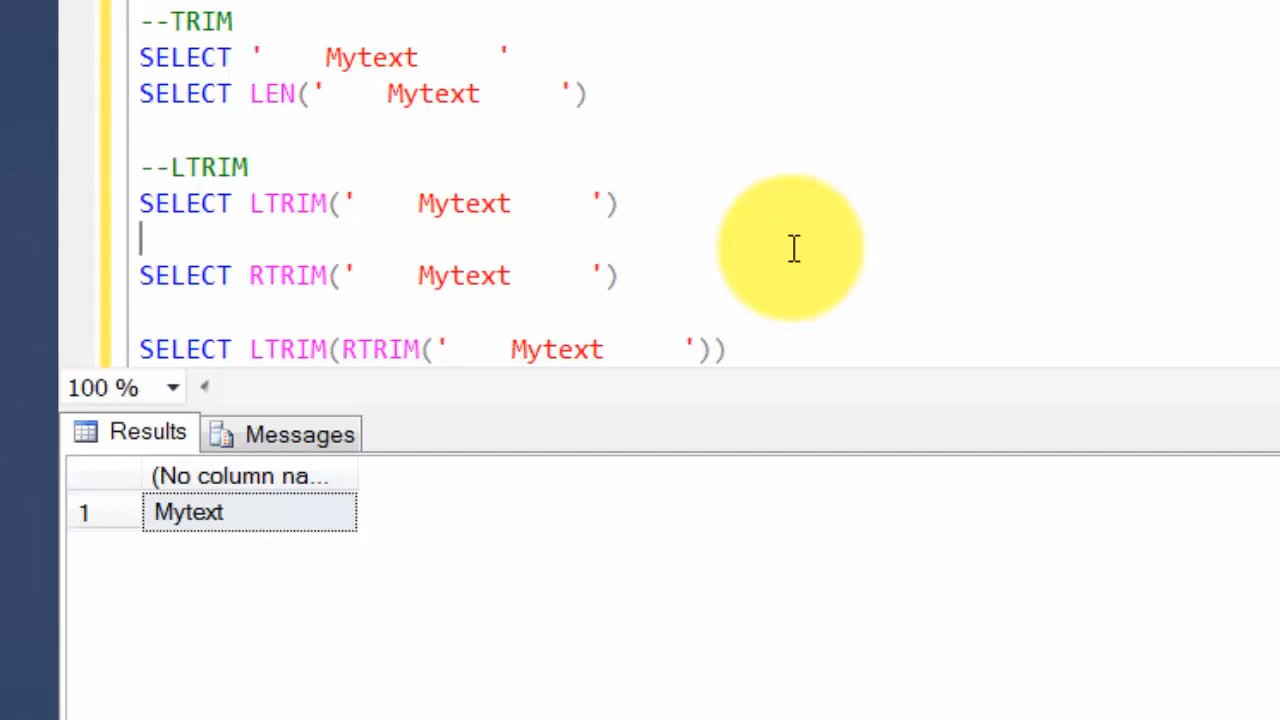 --TRIM
SELECT '    Mytext     '
SELECT LEN('    Mytext     ')
--LTRIM
SELECT LTRIM('    Mytext     ')
SELECT RTRIM('    Mytext     ')
SELECT LTRIM(RTRIM('    Mytext     '))
100 %
Results Messages
(No column na...
1 Mytext